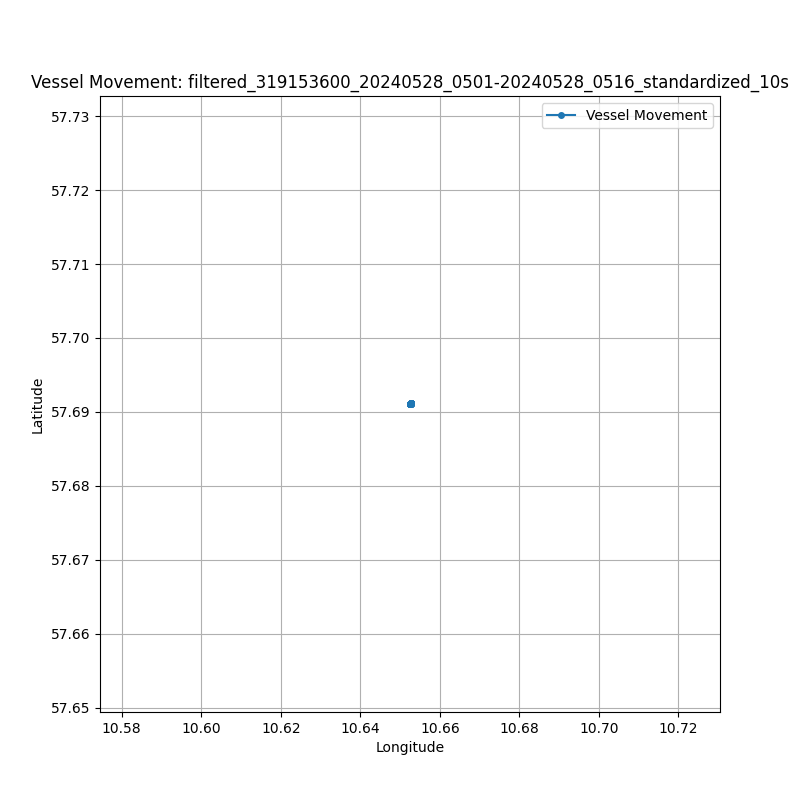 Vessel Movement: filtered_319153600_20240528_0501-20240528_0516_standardized_10s
Vessel Movement
57.73
57.72
57.71
57.70
57.69
57.68
57.67
57.66
57.65
Latitude
10.58 10.60 10.62 10.64 10.66 10.68 10.70 10.72
Longitude